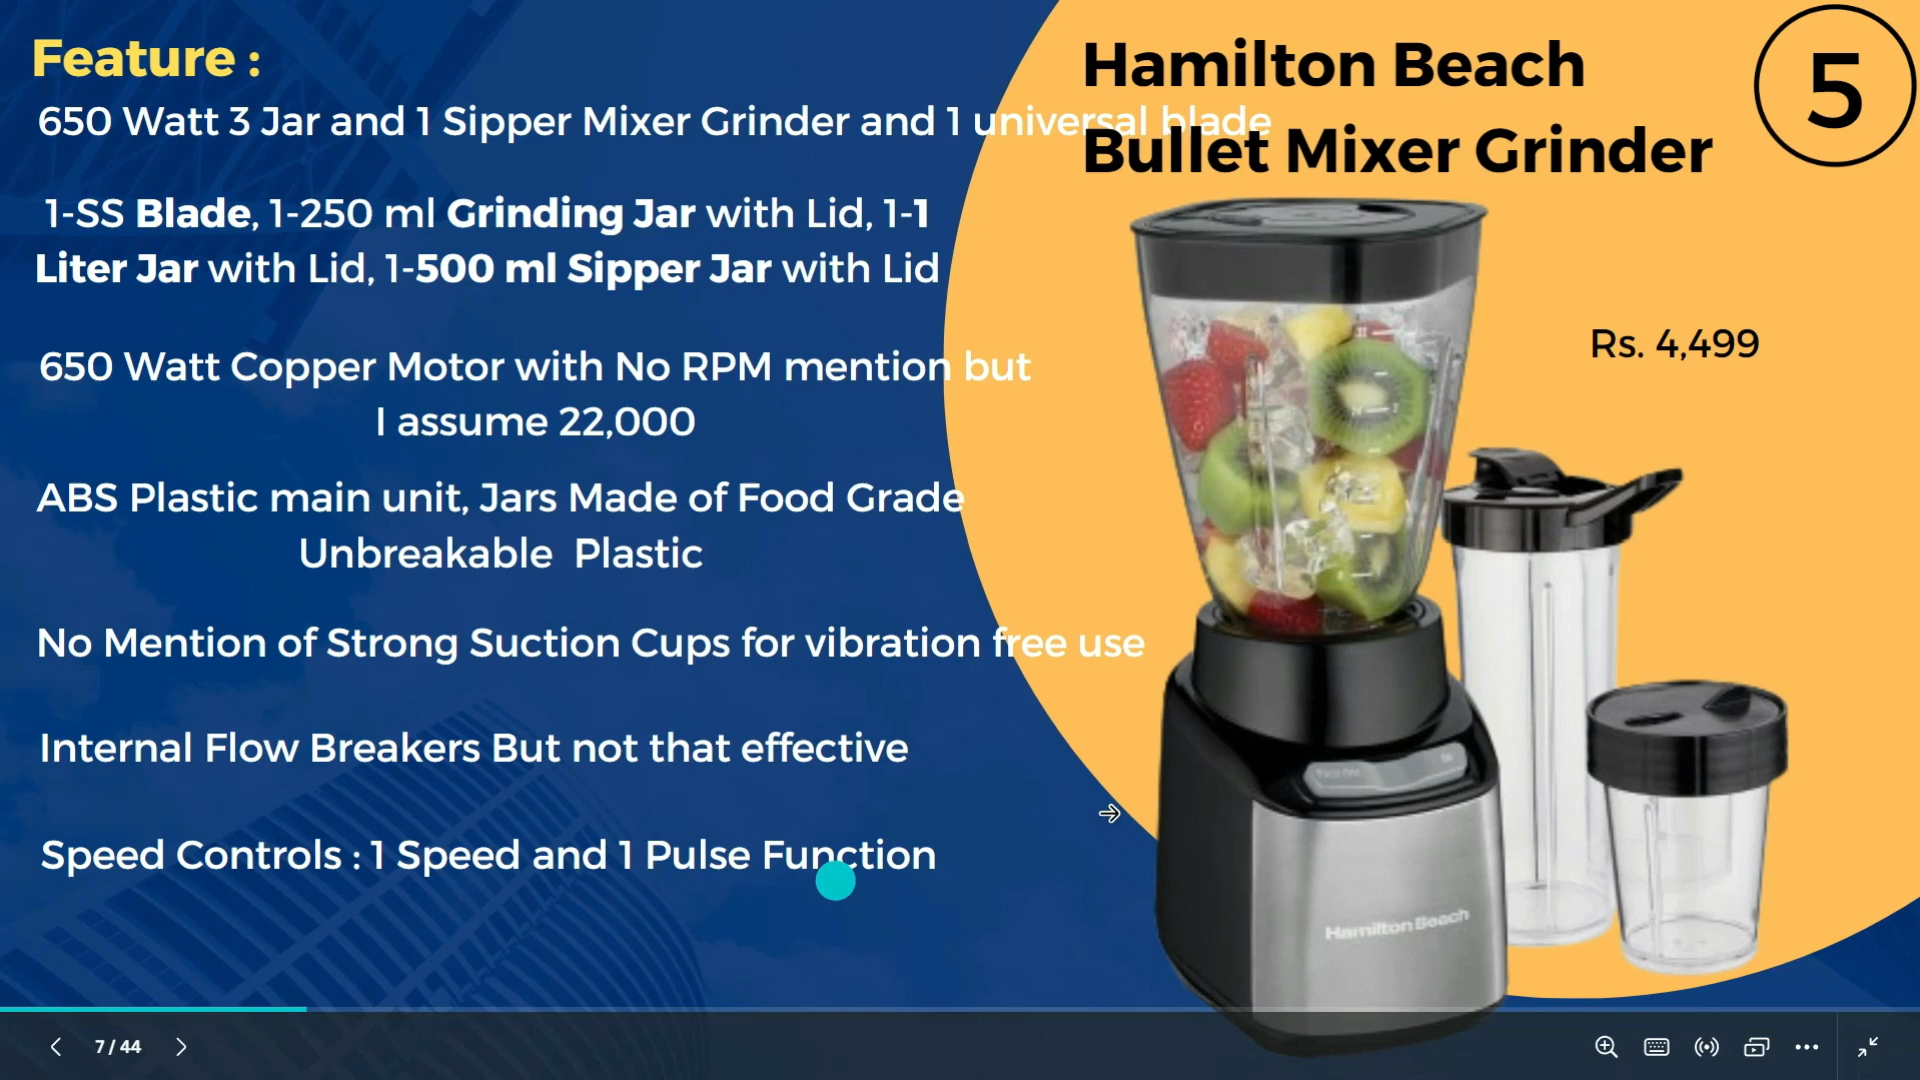 Feature :
650 Watt 3 Jar and 1 Sipper Mixer Grinder and 1 universal blade
1-SS Blade, 1-250 ml Grinding Jar with Lid, 1-1
Liter Jar with Lid, 1-500 ml Sipper Jar with Lid
650 Watt Copper Motor with No RPM mention but
I assume 22,000
ABS Plastic main unit, Jars Made of Food Grade
Unbreakable Plastic
No Mention of Strong Suction Cups for vibration free use
Internal Flow Breakers But not that effective
Speed Controls : 1 Speed and 1 Pulse Function
Hamilton Beach
Bullet Mixer Grinder
5
Rs. 4,499
Hamilton Beach
7 / 44